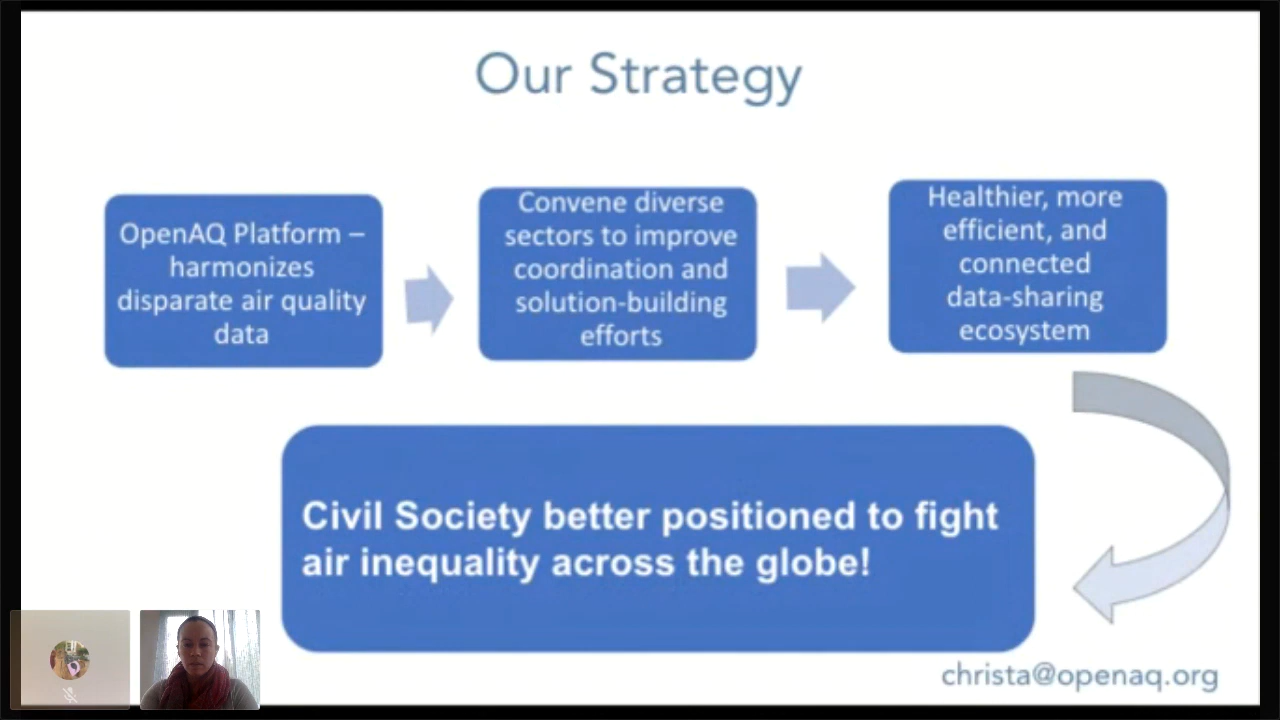 Our Strategy
OpenAQ Platform –
harmonizes
disparate air quality
data
Convene diverse
sectors to improve
coordination and
solution-building
efforts
Healthier, more
efficient, and
connected
data-sharing
ecosystem
Civil Society better positioned to fight
air inequality across the globe!
christa@openaq.org